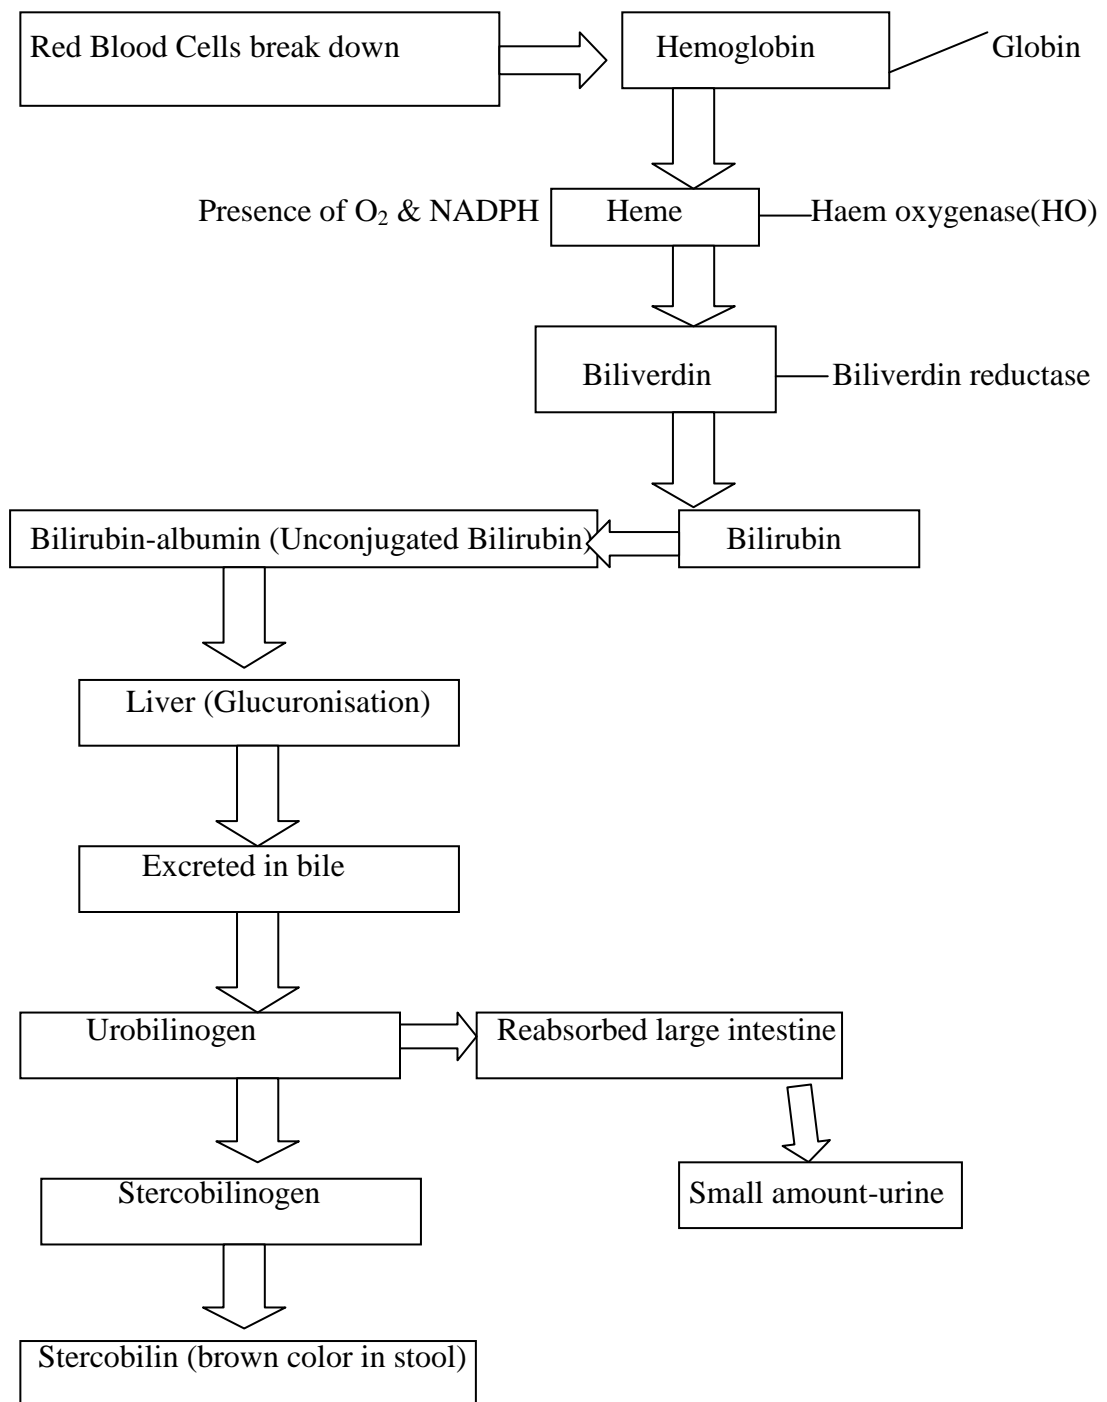 Red Blood Cells break down
Hemoglobin
Globin
Presence of O₂ & NADPH
Heme
Haem oxygenase(HO)
Biliverdin
Biliverdin reductase
Bilirubin-albumin (Unconjugated Bilirubin)
Bilirubin
Liver (Glucuronisation)
Excreted in bile
Urobilinogen
Reabsorbed large intestine
Stercobilinogen
Small amount-urine
Stercobilin (brown color in stool)